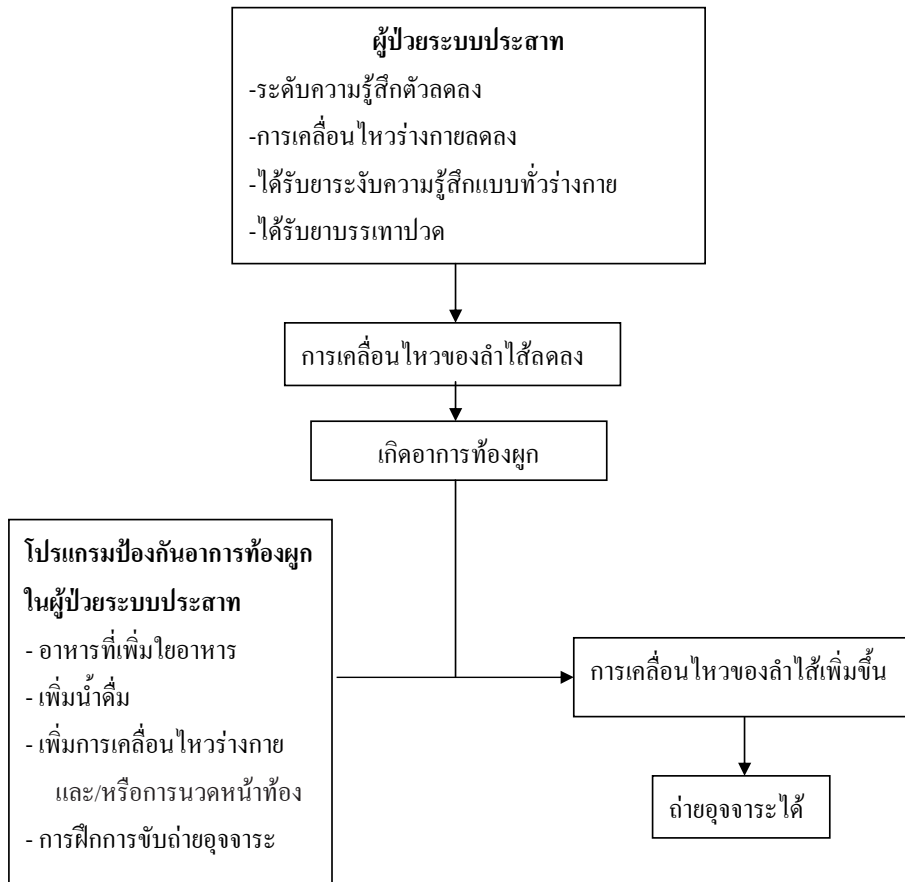 ผู้ป่วยระบบประสาท
-ระดับความรู้สึกตัวลดลง
-การเคลื่อนไหวร่างกายลดลง
-ได้รับยาระงับความรู้สึกแบบทั่วร่างกาย
-ได้รับยาบรรเทาปวด
การเคลื่อนไหวของลำไส้ลดลง
เกิดอาการท้องผูก
โปรแกรมป้องกันอาการท้องผูก
ในผู้ป่วยระบบประสาท
- อาหารที่เพิ่มใยอาหาร
- เพิ่มน้ำดื่ม
- เพิ่มการเคลื่อนไหวร่างกาย
และ/หรือการนวดหน้าท้อง
- การฝึกการขับถ่ายอุจจาระ
การเคลื่อนไหวของลำไส้เพิ่มขึ้น
ถ่ายอุจจาระได้